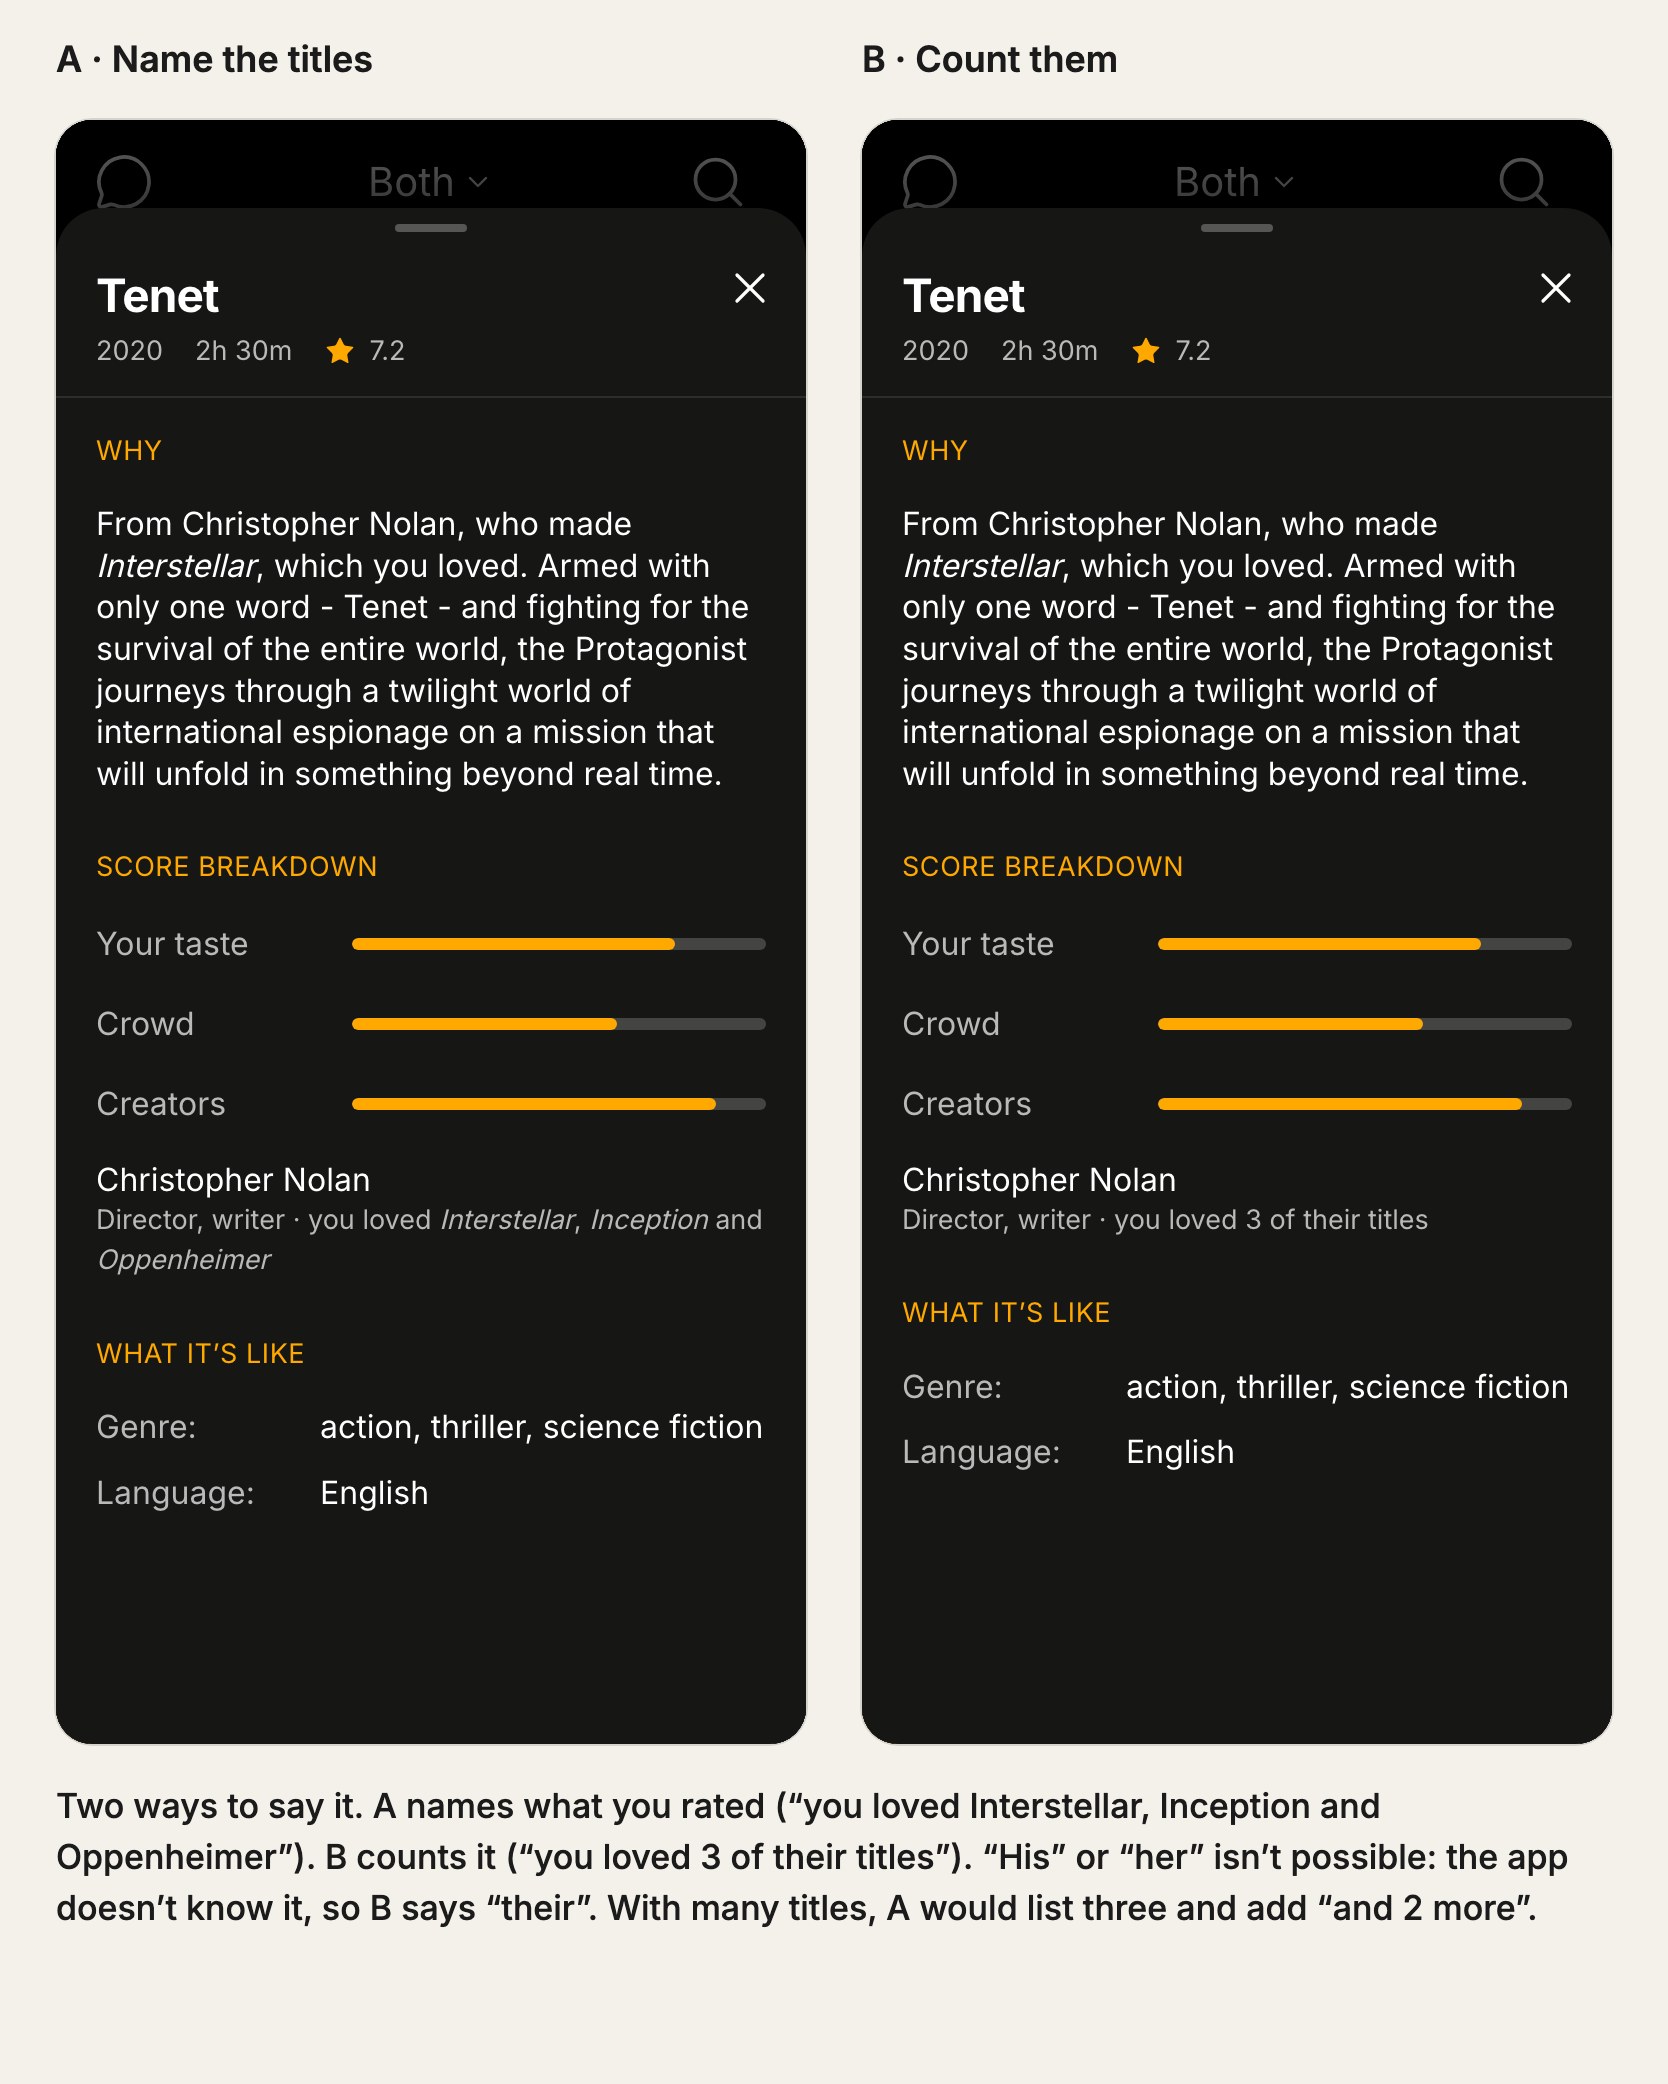 A · Name the titles
Both
Tenet
2020 2h 30m 7.2
WHY
From Christopher Nolan, who made
Interstellar, which you loved. Armed with
only one word - Tenet - and fighting for the
survival of the entire world, the Protagonist
journeys through a twilight world of
international espionage on a mission that
will unfold in something beyond real time.
SCORE BREAKDOWN
Your taste
Crowd
Creators
Christopher Nolan
Director, writer · you loved Interstellar, Inception and
Oppenheimer
WHAT IT’S LIKE
Genre: action, thriller, science fiction
Language: English
B · Count them
Both
Tenet
2020 2h 30m 7.2
WHY
From Christopher Nolan, who made
Interstellar, which you loved. Armed with
only one word - Tenet - and fighting for the
survival of the entire world, the Protagonist
journeys through a twilight world of
international espionage on a mission that
will unfold in something beyond real time.
SCORE BREAKDOWN
Your taste
Crowd
Creators
Christopher Nolan
Director, writer · you loved 3 of their titles
WHAT IT’S LIKE
Genre: action, thriller, science fiction
Language: English
Two ways to say it. A names what you rated (“you loved Interstellar, Inception and
Oppenheimer”). B counts it (“you loved 3 of their titles”). “His” or “her” isn’t possible: the app
doesn’t know it, so B says “their”. With many titles, A would list three and add “and 2 more”.